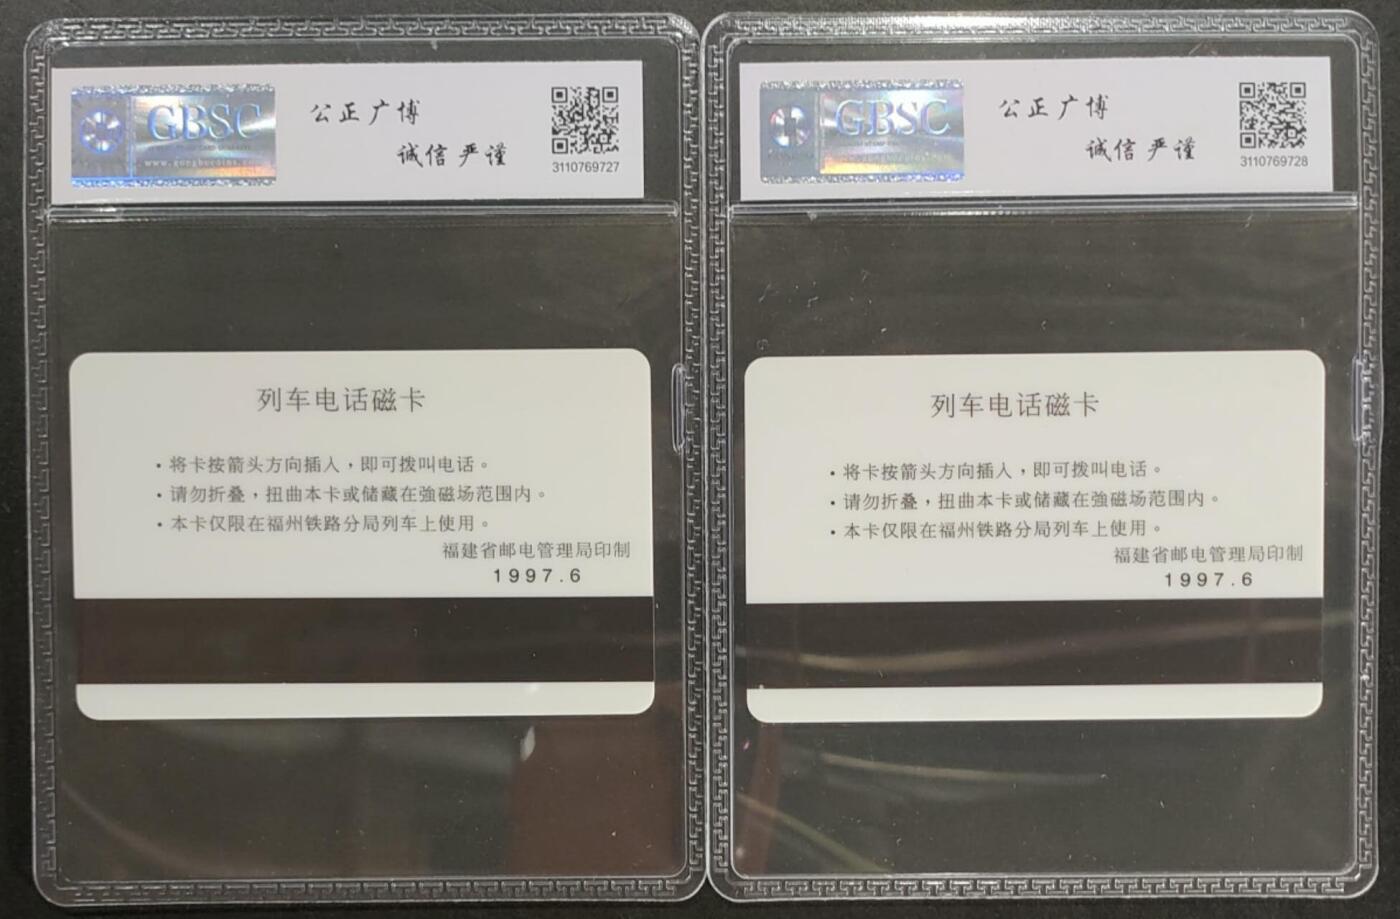 GBSC
www.gongbocoins.com
公正广博
诚信严谨
3110769727
列车电话磁卡
·将卡按箭头方向插入，即可拨叫电话。
·请勿折叠，扭曲本卡或储藏在強磁场范围内。
·本卡仅限在福州铁路分局列车上使用。
福建省邮电管理局印制
1997.6
GBSC
公正广博
诚信严谨
3110769728
列车电话磁卡
·将卡按箭头方向插入，即可拨叫电话。
·请勿折叠，扭曲本卡或储藏在強磁场范围内。
·本卡仅限在福州铁路分局列车上使用。
福建省邮电管理局印制
1997.6